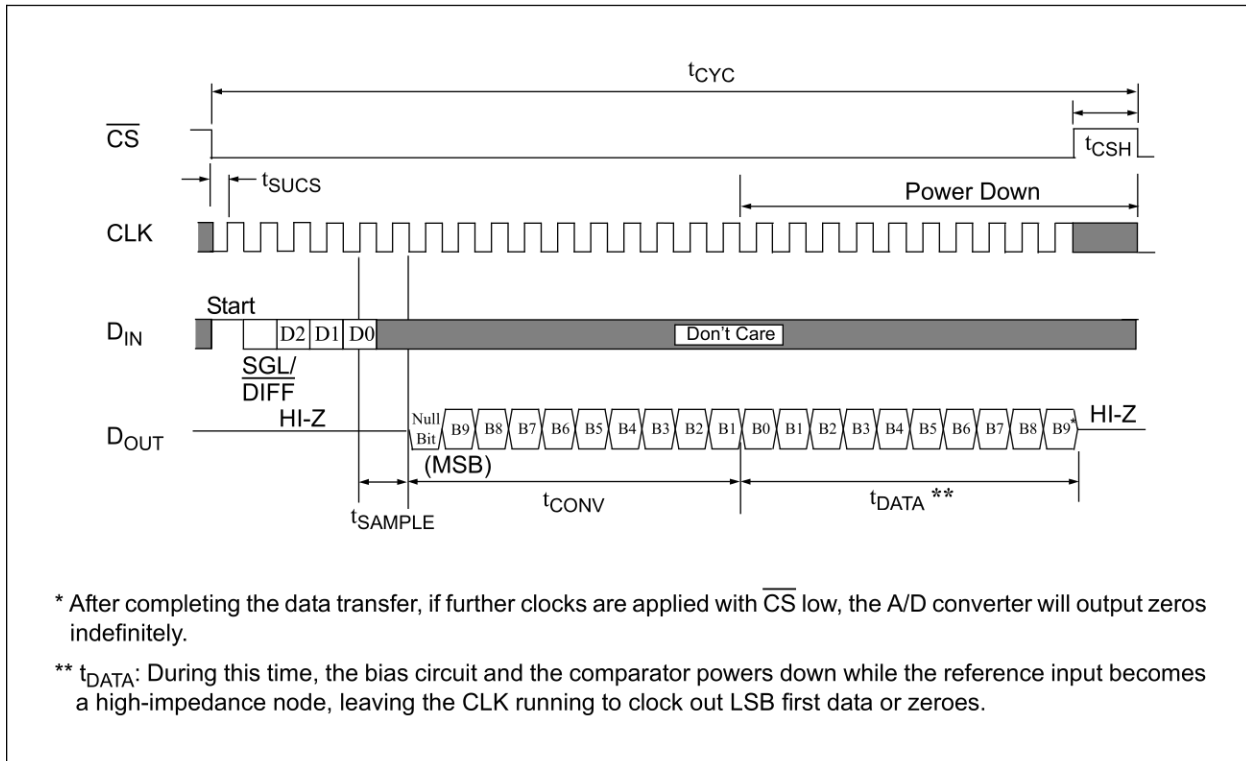 tCYC
CS
tCSH
tSUCS
Power Down
CLK
Start
DIN
D2 D1 D0
Don't Care
SGL/
DIFF
HI-Z
DOUT
Null
Bit
B9 B8 B7 B6 B5 B4 B3 B2 B1 B0 B1 B2 B3 B4 B5 B6 B7 B8 B9*
HI-Z
(MSB)
tSAMPLE
tCONV
tDATA **
* After completing the data transfer, if further clocks are applied with CS low, the A/D converter will output zeros
indefinitely.
** tDATA: During this time, the bias circuit and the comparator powers down while the reference input becomes
a high-impedance node, leaving the CLK running to clock out LSB first data or zeroes.